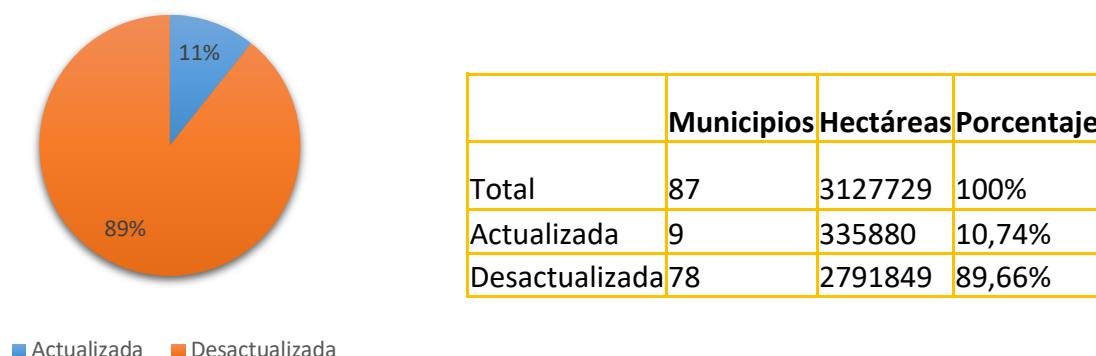 11%
89%
Actualizada Desactualizada
Municipios Hectáreas Porcentaje
Total 87 3127729 100%
Actualizada 9 335880 10,74%
Desactualizada 78 2791849 89,66%